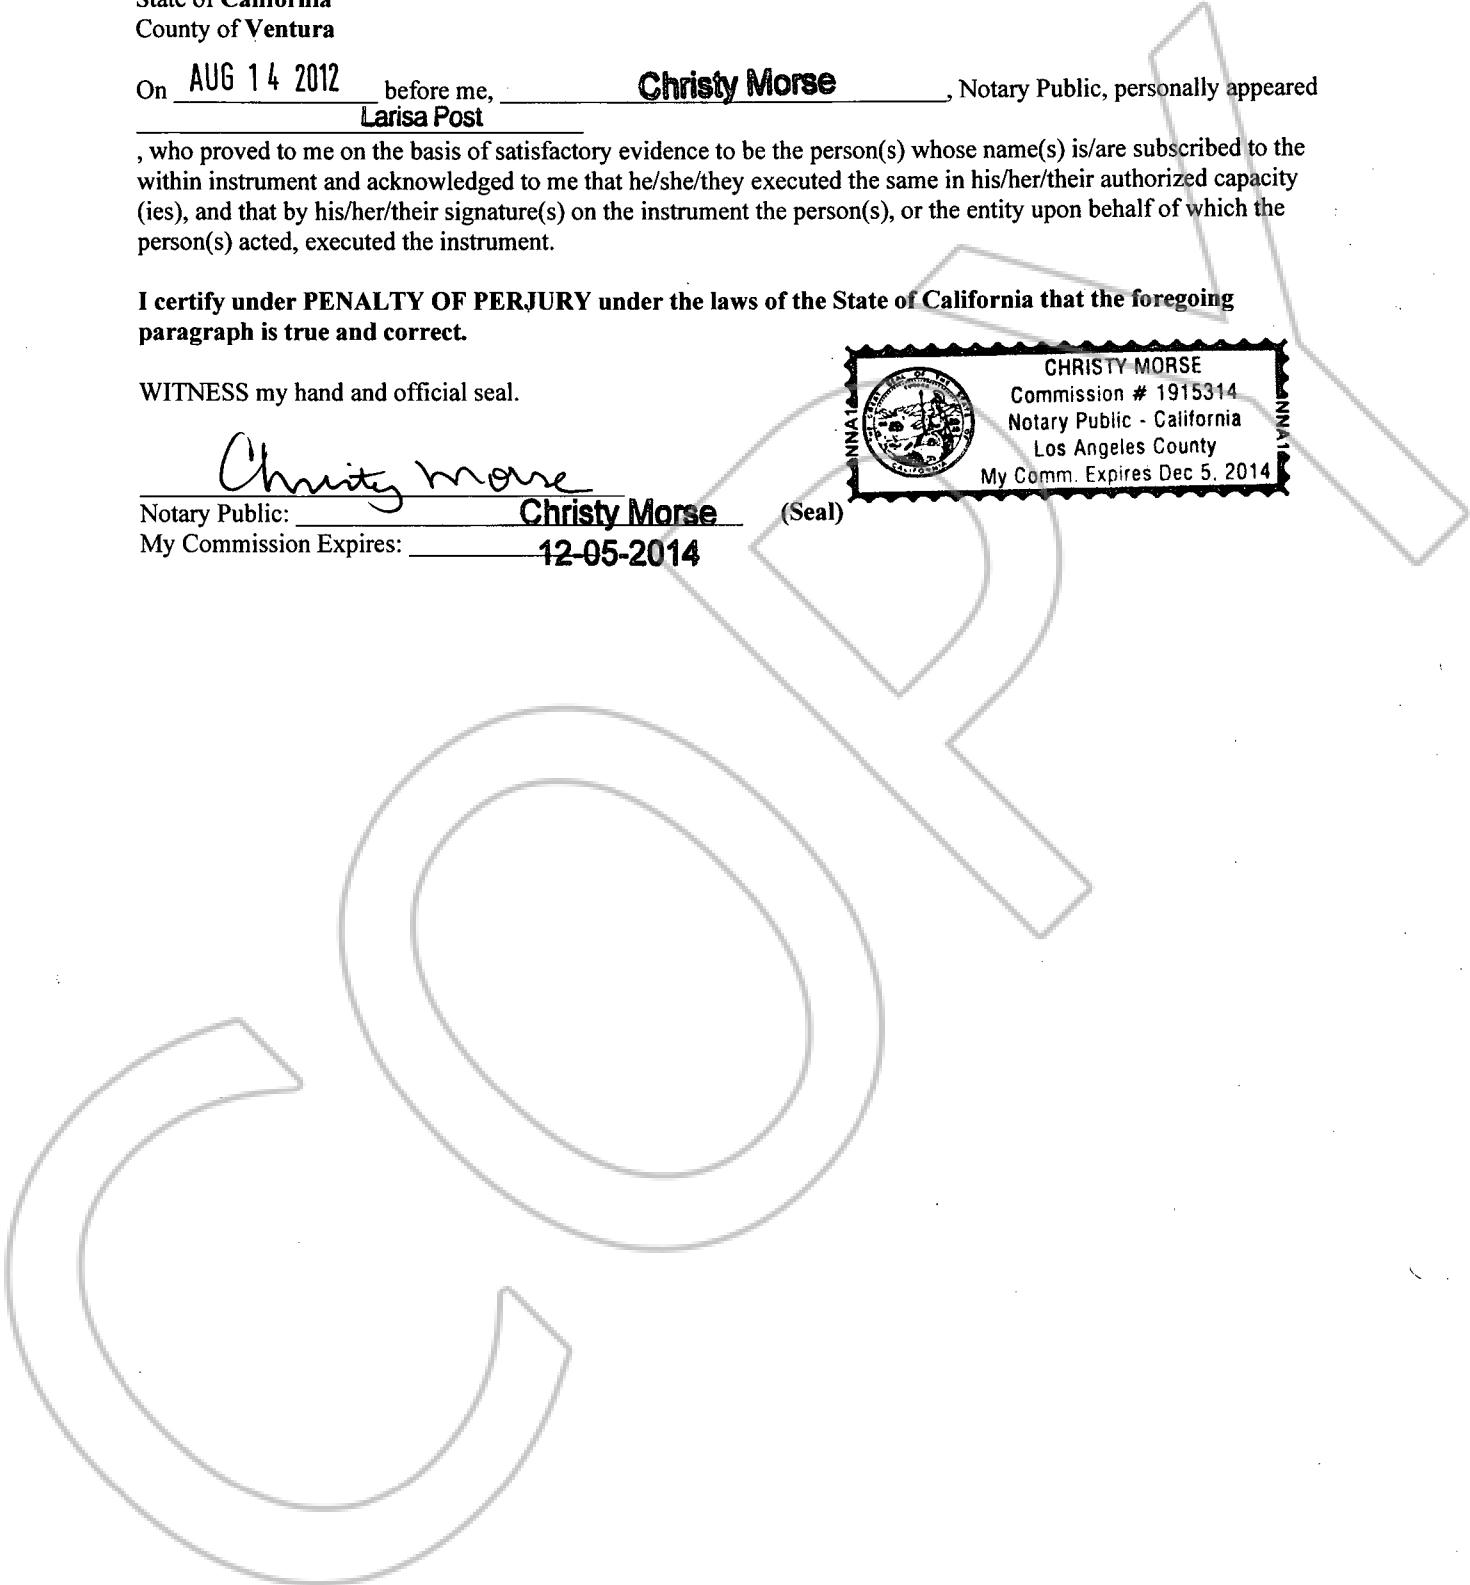 State of California
County of Ventura
On AUG 14 2012 before me, Christy Morse, Notary Public, personally appeared
Larisa Post
, who proved to me on the basis of satisfactory evidence to be the person(s) whose name(s) is/are subscribed to the
within instrument and acknowledged to me that he/she/they executed the same in his/her/their authorized capacity
(ies), and that by his/her/their signature(s) on the instrument the person(s), or the entity upon behalf of which the
person(s) acted, executed the instrument.
I certify under PENALTY OF PERJURY under the laws of the State of California that the foregoing
paragraph is true and correct.
WITNESS my hand and official seal.
CHRISTY MORSE
Commission # 1915314
Notary Public - California
Los Angeles County
My Comm. Expires Dec 5, 2014
NNA1
NNA1
CALIFORNIA
Christy Morse
Notary Public: Christy Morse (Seal)
My Commission Expires: 12-05-2014
COPY